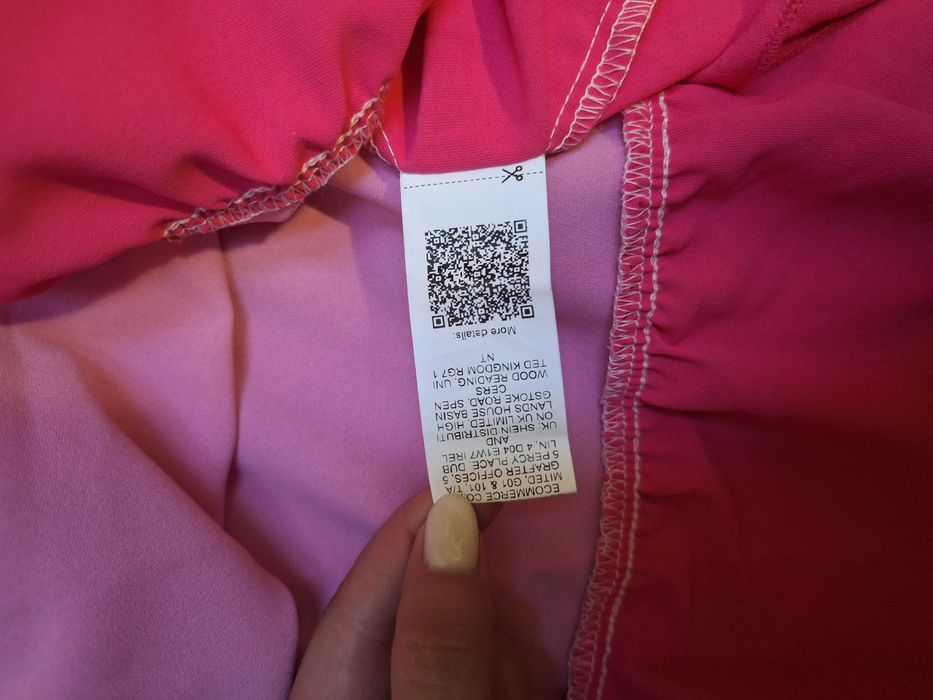 ECOMMERCE CO
MITED, G01 & 101, T/A
GRAFTER OFFICES, 5
5 PERCY PLACE, DUB
LIN, 4 D04 E1W7 IREL
AND
UK: SHEIN DISTRIBUTI
ON UK LIMITED HIGH
LANDS HOUSE BASIN
GSTOKE ROAD, SPEN
CERS
WOOD READING, UNI
TED KINGDOM RG7 1
NT
More details: